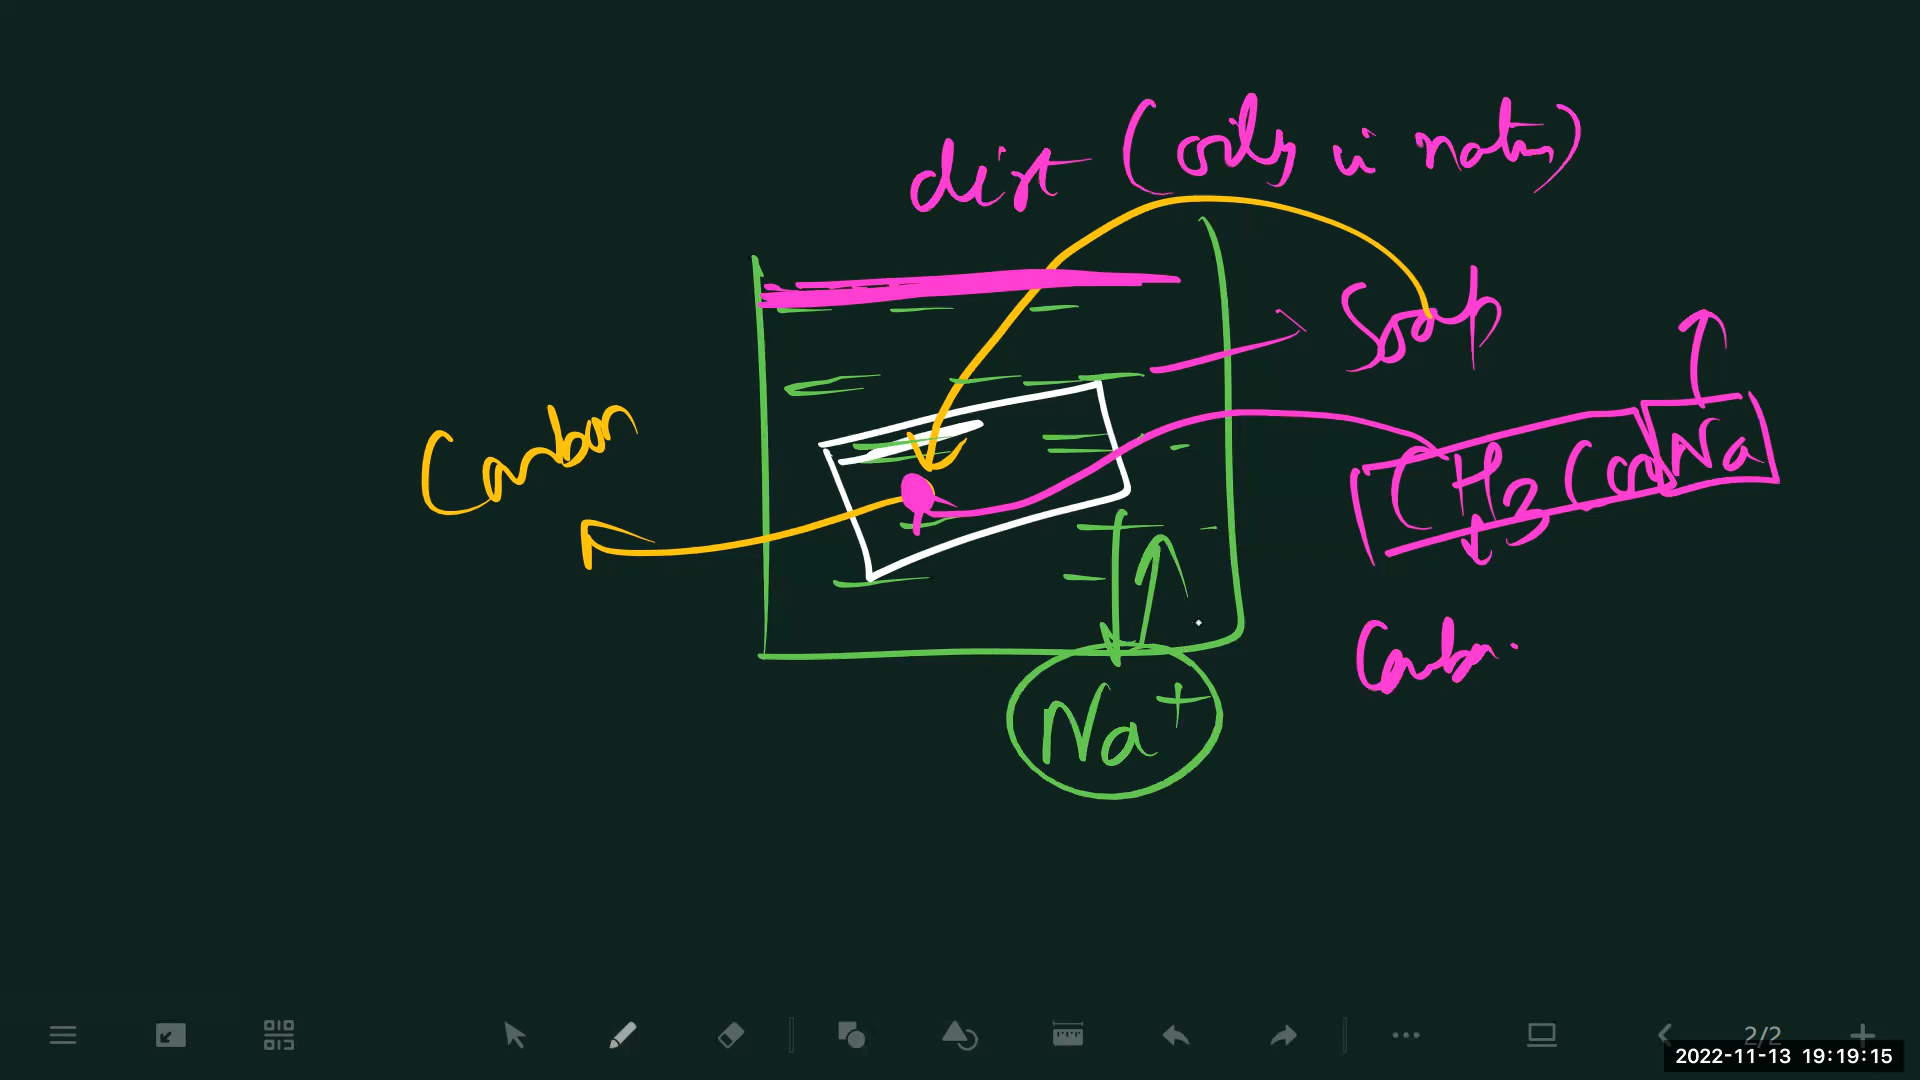 dirt (oily in nature)
Soap
Carbon
CH3CooNa
Carbon
Na+
2/2
2022-11-13 19:19:15